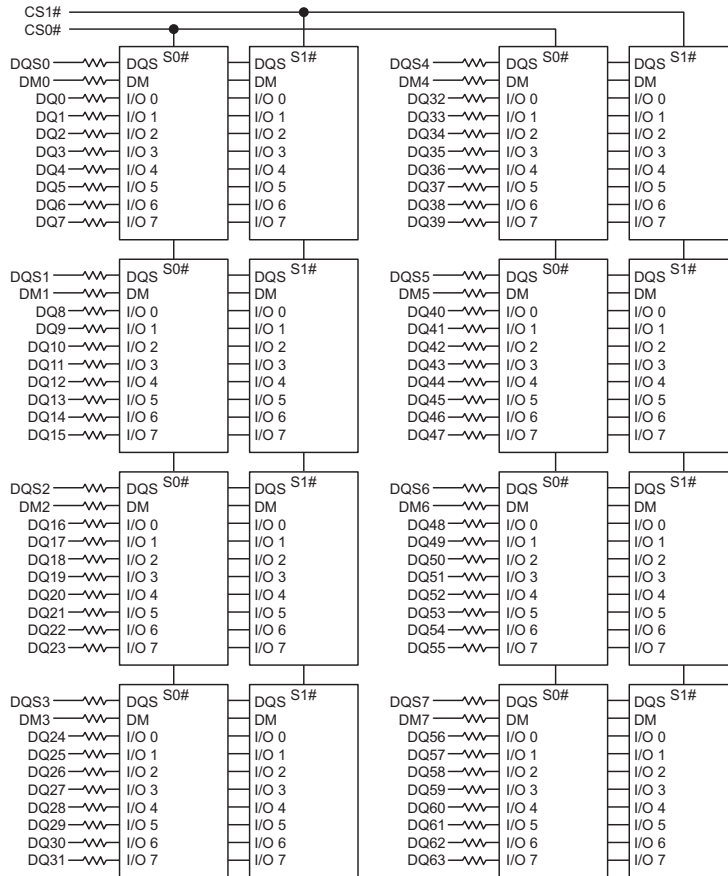 CS1#
CS0#
S0# S1# S0# S1#
DQS0 DQS DQS DQS4 DQS DQS
DM0 DM DM DM4 DM DM
DQ0 I/O 0 I/O 0 DQ32 I/O 0 I/O 0
DQ1 I/O 1 I/O 1 DQ33 I/O 1 I/O 1
DQ2 I/O 2 I/O 2 DQ34 I/O 2 I/O 2
DQ3 I/O 3 I/O 3 DQ35 I/O 3 I/O 3
DQ4 I/O 4 I/O 4 DQ36 I/O 4 I/O 4
DQ5 I/O 5 I/O 5 DQ37 I/O 5 I/O 5
DQ6 I/O 6 I/O 6 DQ38 I/O 6 I/O 6
DQ7 I/O 7 I/O 7 DQ39 I/O 7 I/O 7
S0# S1# S0# S1#
DQS1 DQS DQS DQS5 DQS DQS
DM1 DM DM DM5 DM DM
DQ8 I/O 0 I/O 0 DQ40 I/O 0 I/O 0
DQ9 I/O 1 I/O 1 DQ41 I/O 1 I/O 1
DQ10 I/O 2 I/O 2 DQ42 I/O 2 I/O 2
DQ11 I/O 3 I/O 3 DQ43 I/O 3 I/O 3
DQ12 I/O 4 I/O 4 DQ44 I/O 4 I/O 4
DQ13 I/O 5 I/O 5 DQ45 I/O 5 I/O 5
DQ14 I/O 6 I/O 6 DQ46 I/O 6 I/O 6
DQ15 I/O 7 I/O 7 DQ47 I/O 7 I/O 7
S0# S1# S0# S1#
DQS2 DQS DQS DQS6 DQS DQS
DM2 DM DM DM6 DM DM
DQ16 I/O 0 I/O 0 DQ48 I/O 0 I/O 0
DQ17 I/O 1 I/O 1 DQ49 I/O 1 I/O 1
DQ18 I/O 2 I/O 2 DQ50 I/O 2 I/O 2
DQ19 I/O 3 I/O 3 DQ51 I/O 3 I/O 3
DQ20 I/O 4 I/O 4 DQ52 I/O 4 I/O 4
DQ21 I/O 5 I/O 5 DQ53 I/O 5 I/O 5
DQ22 I/O 6 I/O 6 DQ54 I/O 6 I/O 6
DQ23 I/O 7 I/O 7 DQ55 I/O 7 I/O 7
S0# S1# S0# S1#
DQS3 DQS DQS DQS7 DQS DQS
DM3 DM DM DM7 DM DM
DQ24 I/O 0 I/O 0 DQ56 I/O 0 I/O 0
DQ25 I/O 1 I/O 1 DQ57 I/O 1 I/O 1
DQ26 I/O 2 I/O 2 DQ58 I/O 2 I/O 2
DQ27 I/O 3 I/O 3 DQ59 I/O 3 I/O 3
DQ28 I/O 4 I/O 4 DQ60 I/O 4 I/O 4
DQ29 I/O 5 I/O 5 DQ61 I/O 5 I/O 5
DQ30 I/O 6 I/O 6 DQ62 I/O 6 I/O 6
DQ31 I/O 7 I/O 7 DQ63 I/O 7 I/O 7